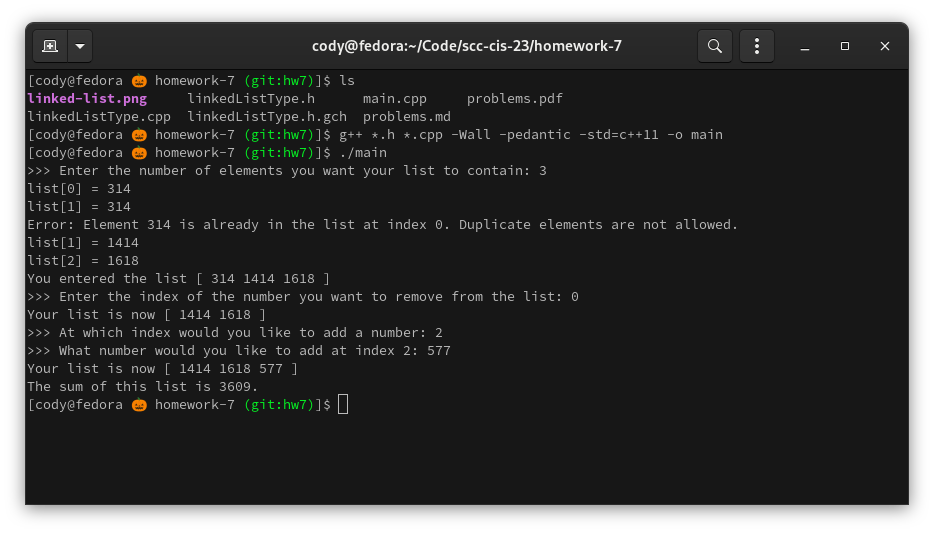 cody@fedora:~/Code/scc-cis-23/homework-7
[cody@fedora 🎃 homework-7 (git:hw7)]$ ls
linked-list.png     linkedListType.h      main.cpp     problems.pdf
linkedListType.cpp  linkedListType.h.gch  problems.md
[cody@fedora 🎃 homework-7 (git:hw7)]$ g++ *.h *.cpp -Wall -pedantic -std=c++11 -o main
[cody@fedora 🎃 homework-7 (git:hw7)]$ ./main
>>> Enter the number of elements you want your list to contain: 3
list[0] = 314
list[1] = 314
Error: Element 314 is already in the list at index 0. Duplicate elements are not allowed.
list[1] = 1414
list[2] = 1618
You entered the list [ 314 1414 1618 ]
>>> Enter the index of the number you want to remove from the list: 0
Your list is now [ 1414 1618 ]
>>> At which index would you like to add a number: 2
>>> What number would you like to add at index 2: 577
Your list is now [ 1414 1618 577 ]
The sum of this list is 3609.
[cody@fedora 🎃 homework-7 (git:hw7)]$